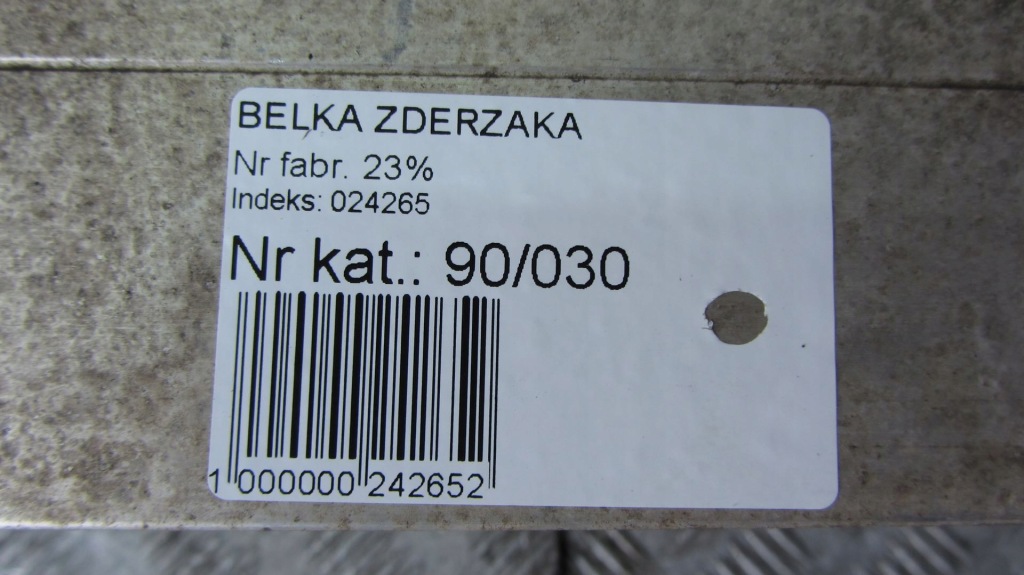 BELKA ZDERZAKA
Nr fabr. 23%
Indeks: 024265
Nr kat.: 90/030
1 000000 242652